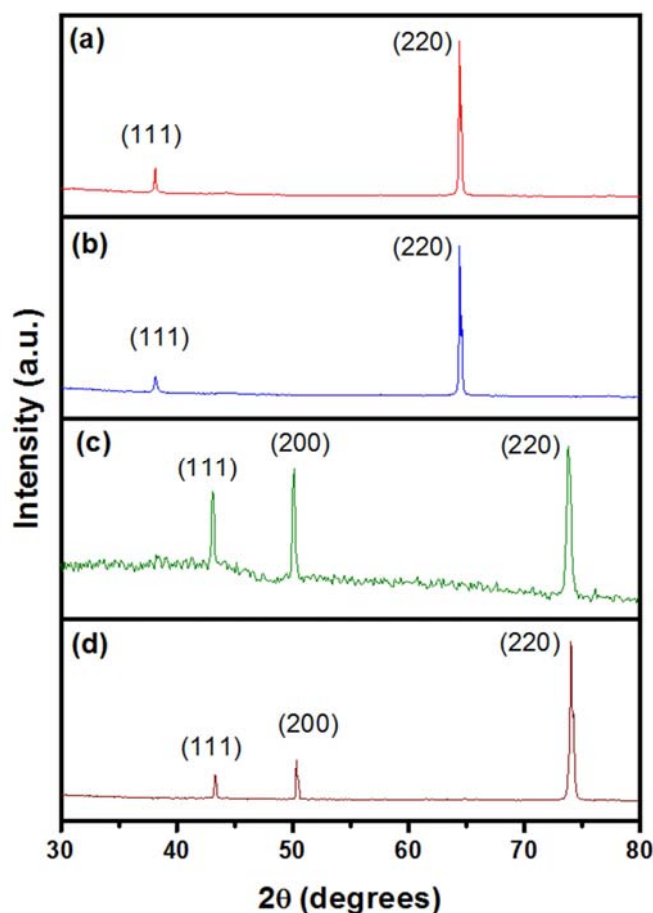 (a)
(220)
(111)
(b)
(220)
(111)
(c)
(111)
(200)
(220)
(d)
(220)
(111)
(200)
Intensity (a.u.)
30 40 50 60 70 80
2θ (degrees)